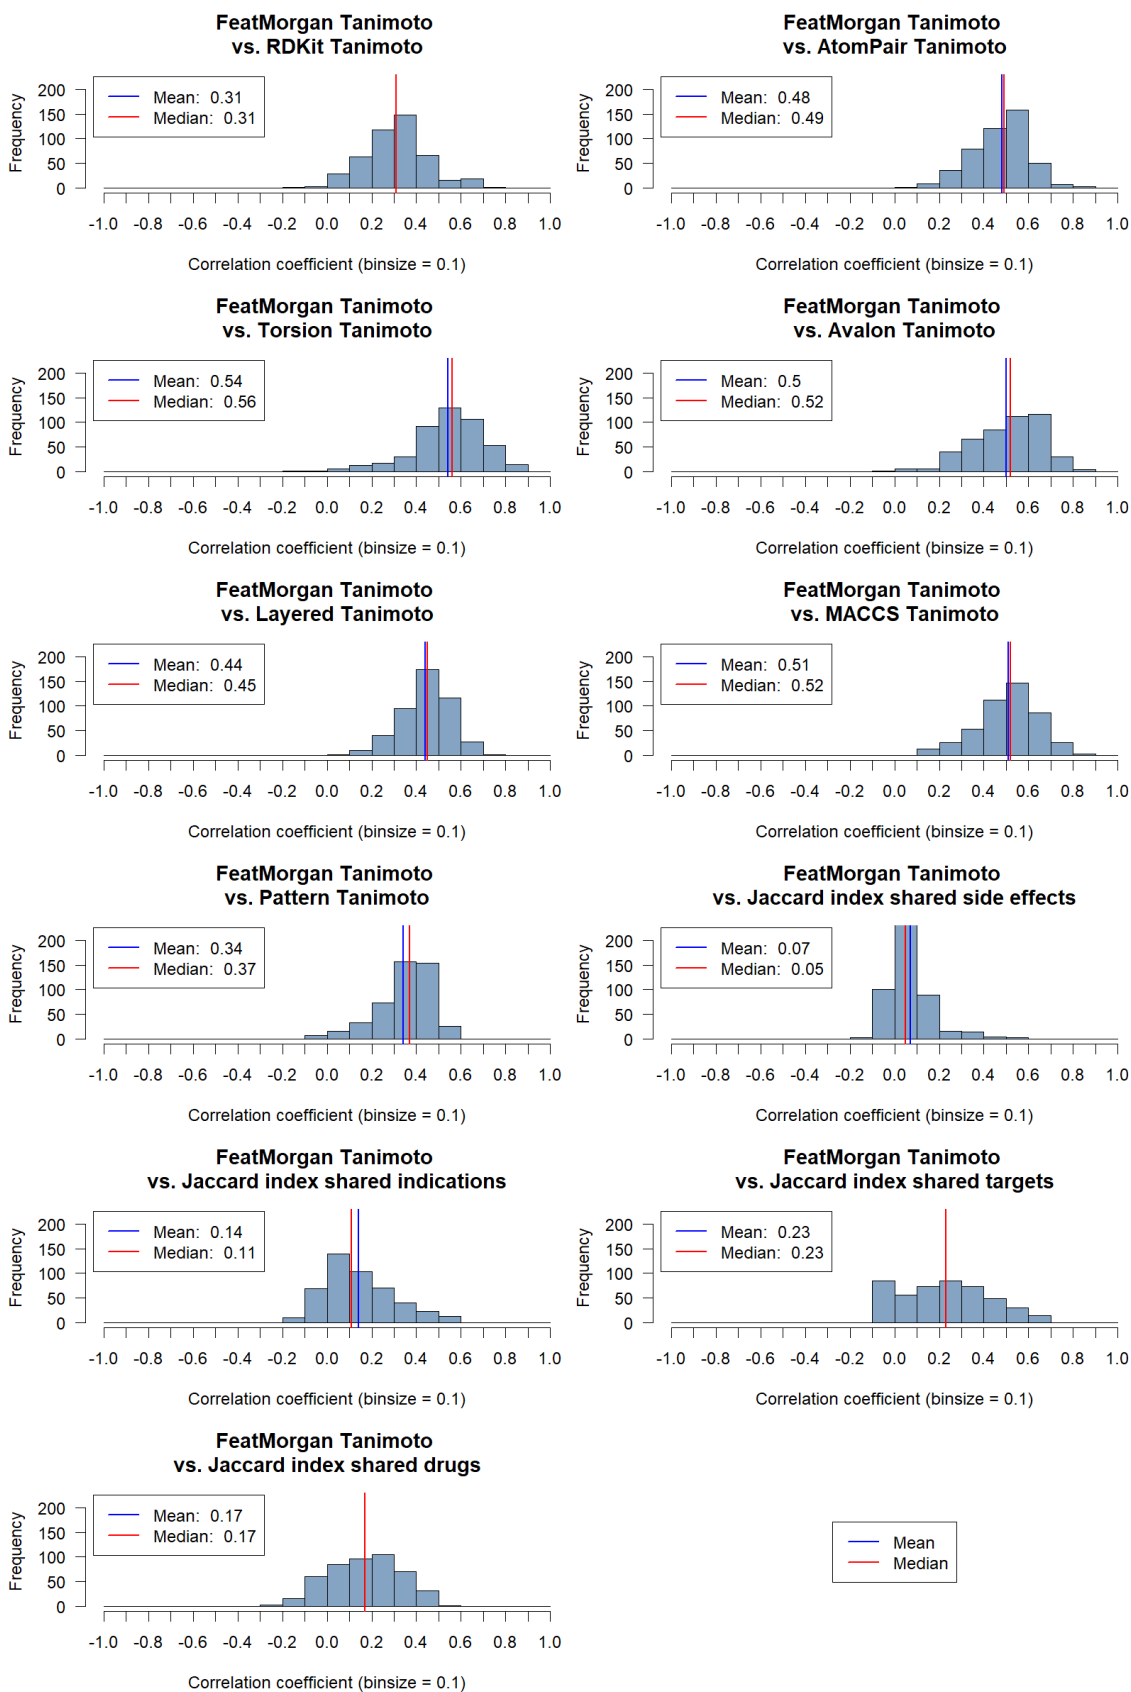 FeatMorgan Tanimoto
vs. RDKit Tanimoto
Frequency
200
150
100
50
0
Mean: 0.31
Median: 0.31
-1.0 -0.8 -0.6 -0.4 -0.2 0.0 0.2 0.4 0.6 0.8 1.0
Correlation coefficient (binsize = 0.1)
FeatMorgan Tanimoto
vs. AtomPair Tanimoto
Frequency
200
150
100
50
0
Mean: 0.48
Median: 0.49
-1.0 -0.8 -0.6 -0.4 -0.2 0.0 0.2 0.4 0.6 0.8 1.0
Correlation coefficient (binsize = 0.1)
FeatMorgan Tanimoto
vs. Torsion Tanimoto
Frequency
200
150
100
50
0
Mean: 0.54
Median: 0.56
-1.0 -0.8 -0.6 -0.4 -0.2 0.0 0.2 0.4 0.6 0.8 1.0
Correlation coefficient (binsize = 0.1)
FeatMorgan Tanimoto
vs. Avalon Tanimoto
Frequency
200
150
100
50
0
Mean: 0.5
Median: 0.52
-1.0 -0.8 -0.6 -0.4 -0.2 0.0 0.2 0.4 0.6 0.8 1.0
Correlation coefficient (binsize = 0.1)
FeatMorgan Tanimoto
vs. Layered Tanimoto
Frequency
200
150
100
50
0
Mean: 0.44
Median: 0.45
-1.0 -0.8 -0.6 -0.4 -0.2 0.0 0.2 0.4 0.6 0.8 1.0
Correlation coefficient (binsize = 0.1)
FeatMorgan Tanimoto
vs. MACCS Tanimoto
Frequency
200
150
100
50
0
Mean: 0.51
Median: 0.52
-1.0 -0.8 -0.6 -0.4 -0.2 0.0 0.2 0.4 0.6 0.8 1.0
Correlation coefficient (binsize = 0.1)
FeatMorgan Tanimoto
vs. Pattern Tanimoto
Frequency
200
150
100
50
0
Mean: 0.34
Median: 0.37
-1.0 -0.8 -0.6 -0.4 -0.2 0.0 0.2 0.4 0.6 0.8 1.0
Correlation coefficient (binsize = 0.1)
FeatMorgan Tanimoto
vs. Jaccard index shared side effects
Frequency
200
150
100
50
0
Mean: 0.07
Median: 0.05
-1.0 -0.8 -0.6 -0.4 -0.2 0.0 0.2 0.4 0.6 0.8 1.0
Correlation coefficient (binsize = 0.1)
FeatMorgan Tanimoto
vs. Jaccard index shared indications
Frequency
200
150
100
50
0
Mean: 0.14
Median: 0.11
-1.0 -0.8 -0.6 -0.4 -0.2 0.0 0.2 0.4 0.6 0.8 1.0
Correlation coefficient (binsize = 0.1)
FeatMorgan Tanimoto
vs. Jaccard index shared targets
Frequency
200
150
100
50
0
Mean: 0.23
Median: 0.23
-1.0 -0.8 -0.6 -0.4 -0.2 0.0 0.2 0.4 0.6 0.8 1.0
Correlation coefficient (binsize = 0.1)
FeatMorgan Tanimoto
vs. Jaccard index shared drugs
Frequency
200
150
100
50
0
Mean: 0.17
Median: 0.17
-1.0 -0.8 -0.6 -0.4 -0.2 0.0 0.2 0.4 0.6 0.8 1.0
Correlation coefficient (binsize = 0.1)
Mean
Median